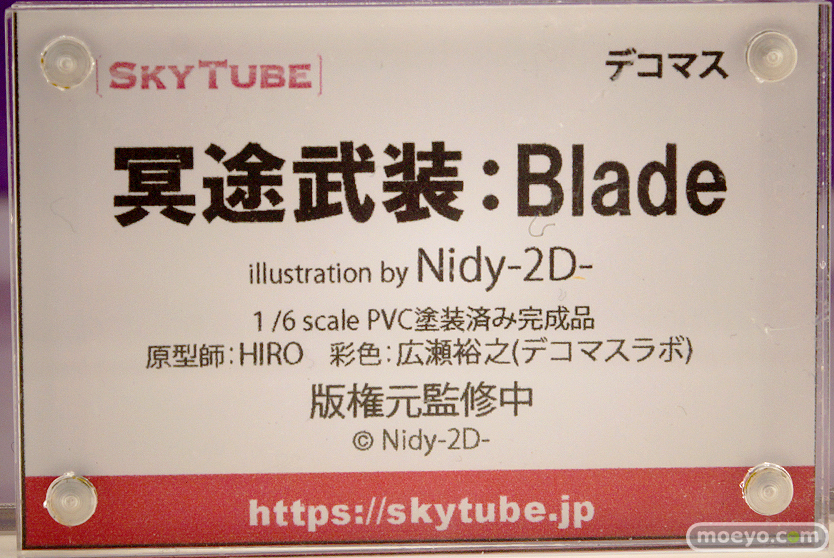 [SKYTUBE]
デコマス
冥途武装：Blade
illustration by Nidy-2D-
1/6 scale PVC塗装済み完成品
原型師：HIRO　彩色：広瀬裕之(デコマスラボ)
版権元監修中
© Nidy-2D-
https://skytube.jp
moeyo.com